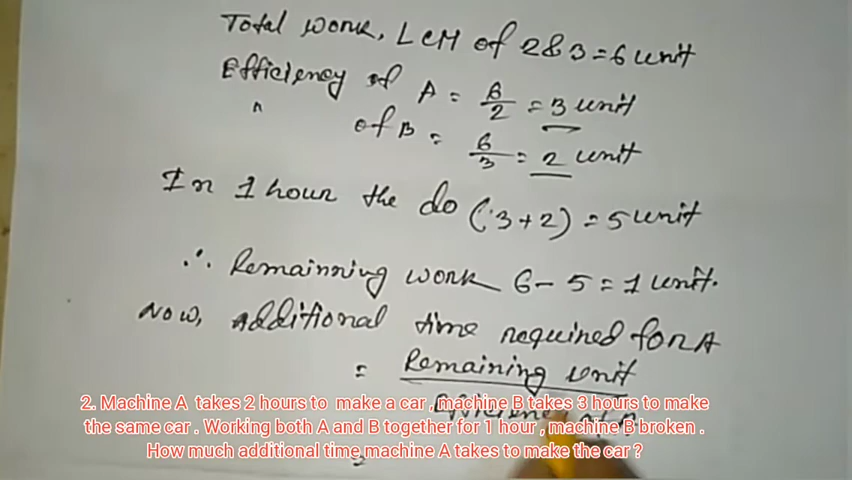 Total work, LCM of 2&3=6 unit
Efficiency of A = 6/2 = 3 unit
" of B = 6/3 = 2 unit
In 1 hour the do (3+2) = 5 unit
∴ Remainning work 6-5=1 unit.
Now, Additional time required for A
= Remaining unit
2. Machine A takes 2 hours to make a car , machine B takes 3 hours to make
the same car . Working both A and B together for 1 hour , machine B broken .
How much additional time machine A takes to make the car ?